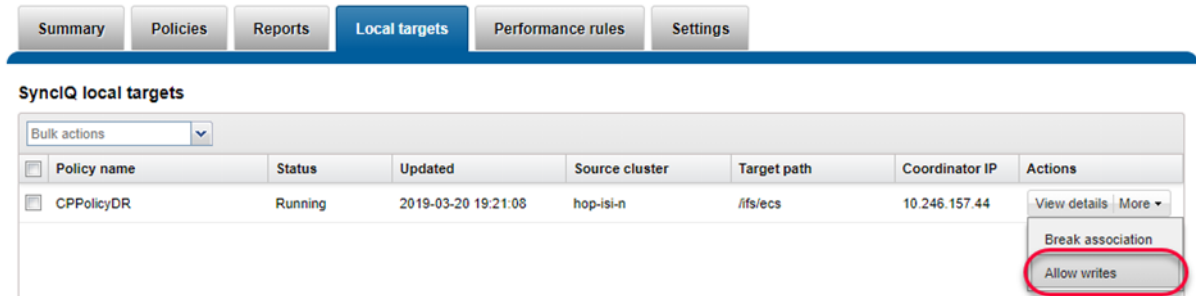 Summary Policies Reports Local targets Performance rules Settings
SyncIQ local targets
Bulk actions
Policy name Status Updated Source cluster Target path Coordinator IP Actions
CPPolicyDR Running 2019-03-20 19:21:08 hop-isi-n /ifs/ecs 10.246.157.44 View details More
Break association
Allow writes